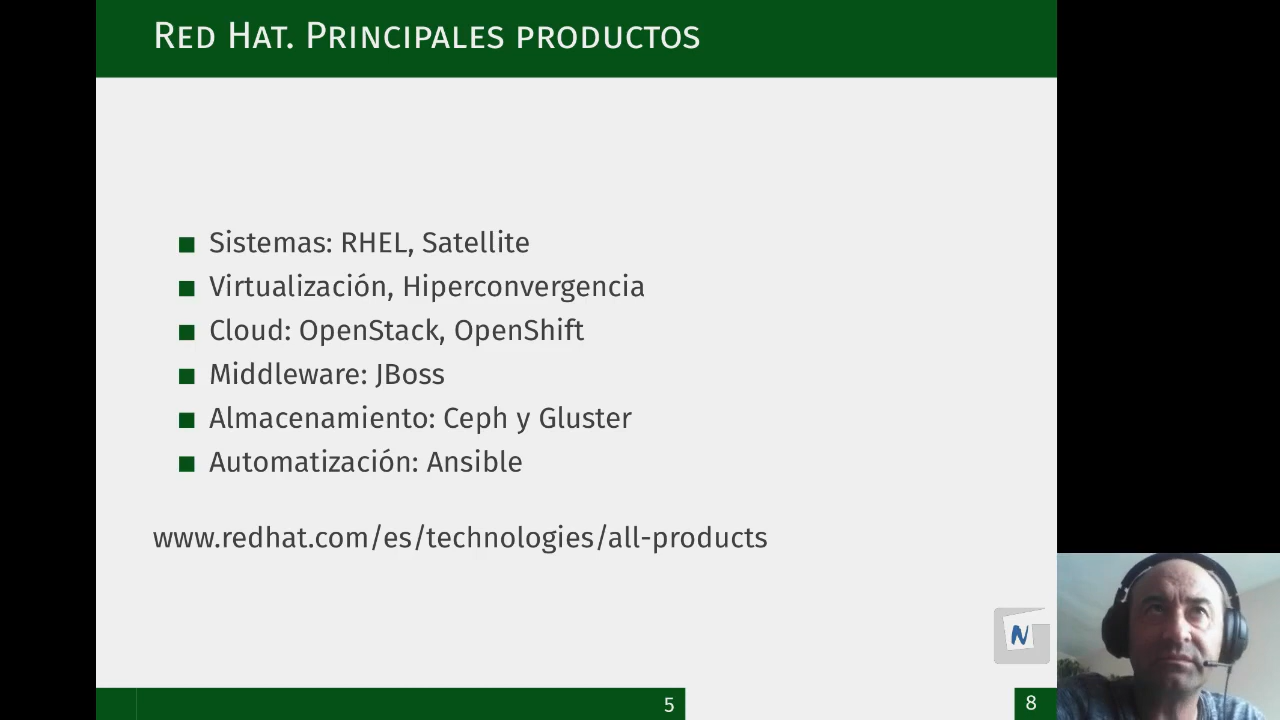 Red Hat. Principales productos
Sistemas: RHEL, Satellite
Virtualización, Hiperconvergencia
Cloud: OpenStack, OpenShift
Middleware: JBoss
Almacenamiento: Ceph y Gluster
Automatización: Ansible
www.redhat.com/es/technologies/all-products
N
5
8